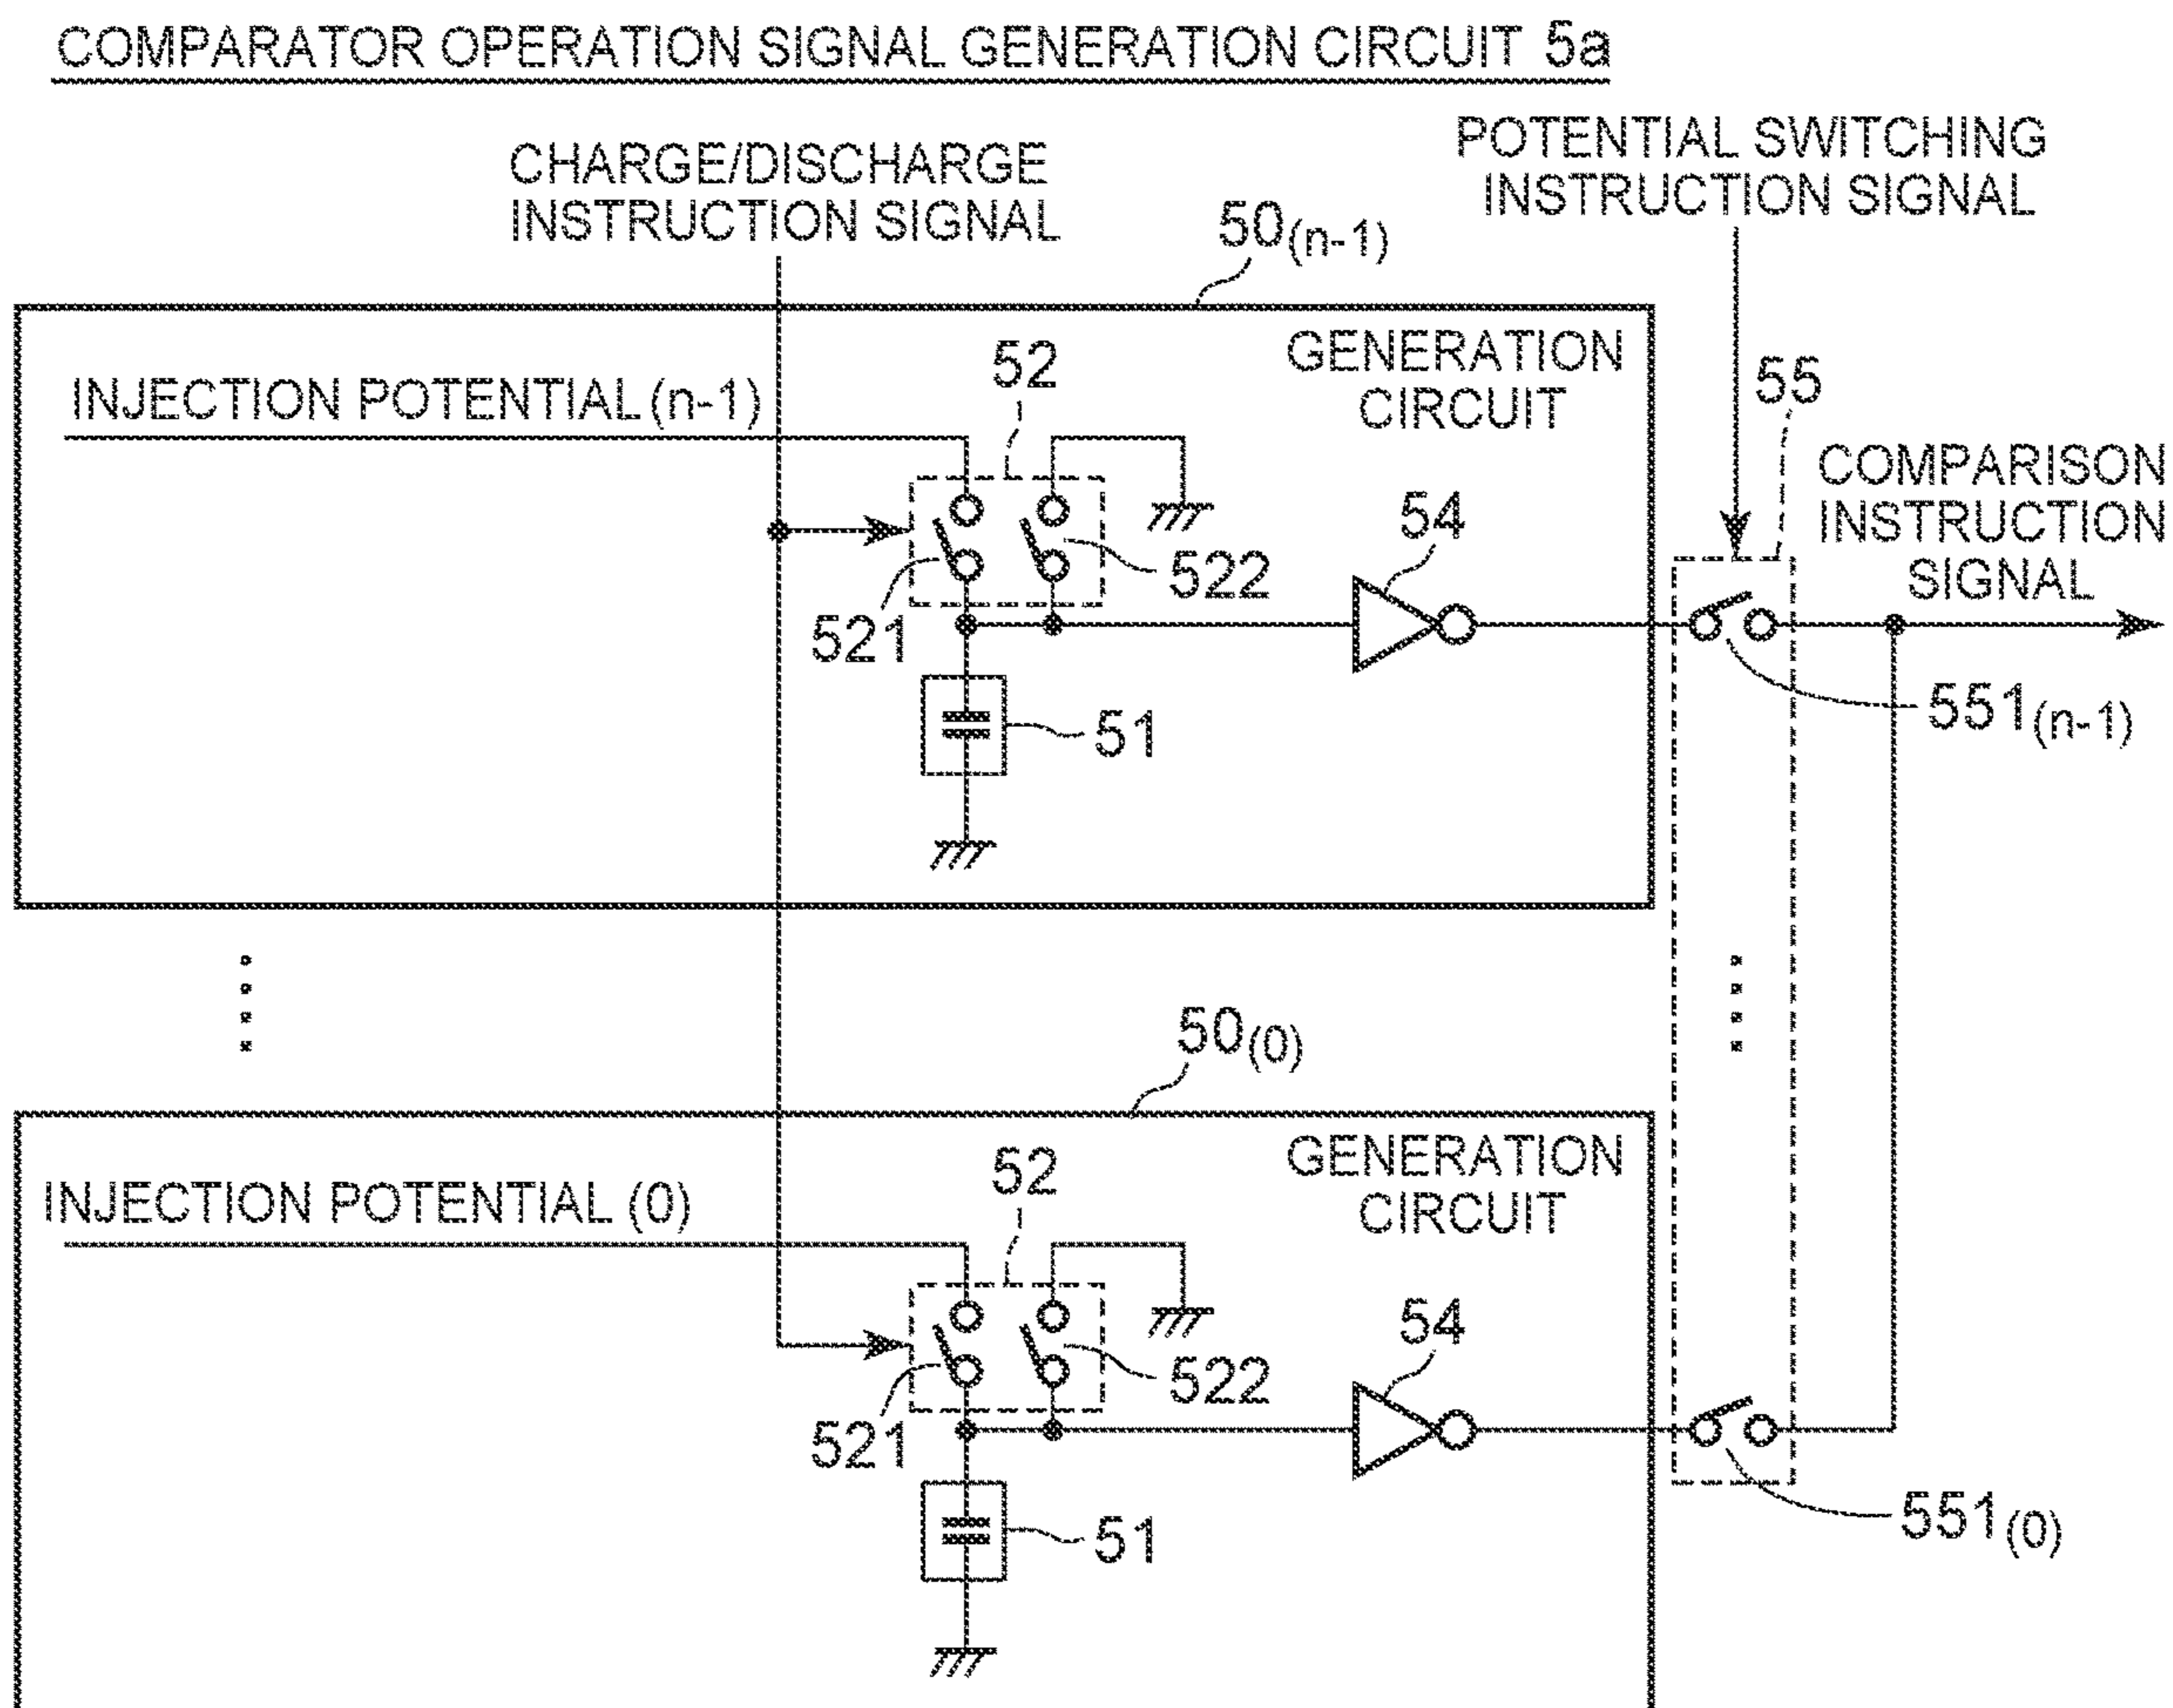 COMPARATOR OPERATION SIGNAL GENERATION CIRCUIT 5a
CHARGE/DISCHARGE
INSTRUCTION SIGNAL
POTENTIAL SWITCHING
INSTRUCTION SIGNAL
50(n-1)
GENERATION
CIRCUIT
INJECTION POTENTIAL (n-1)
52
55
COMPARISON
INSTRUCTION
SIGNAL
54
522
521
51
551(n-1)
50(0)
GENERATION
CIRCUIT
INJECTION POTENTIAL (0)
52
54
522
521
51
551(0)